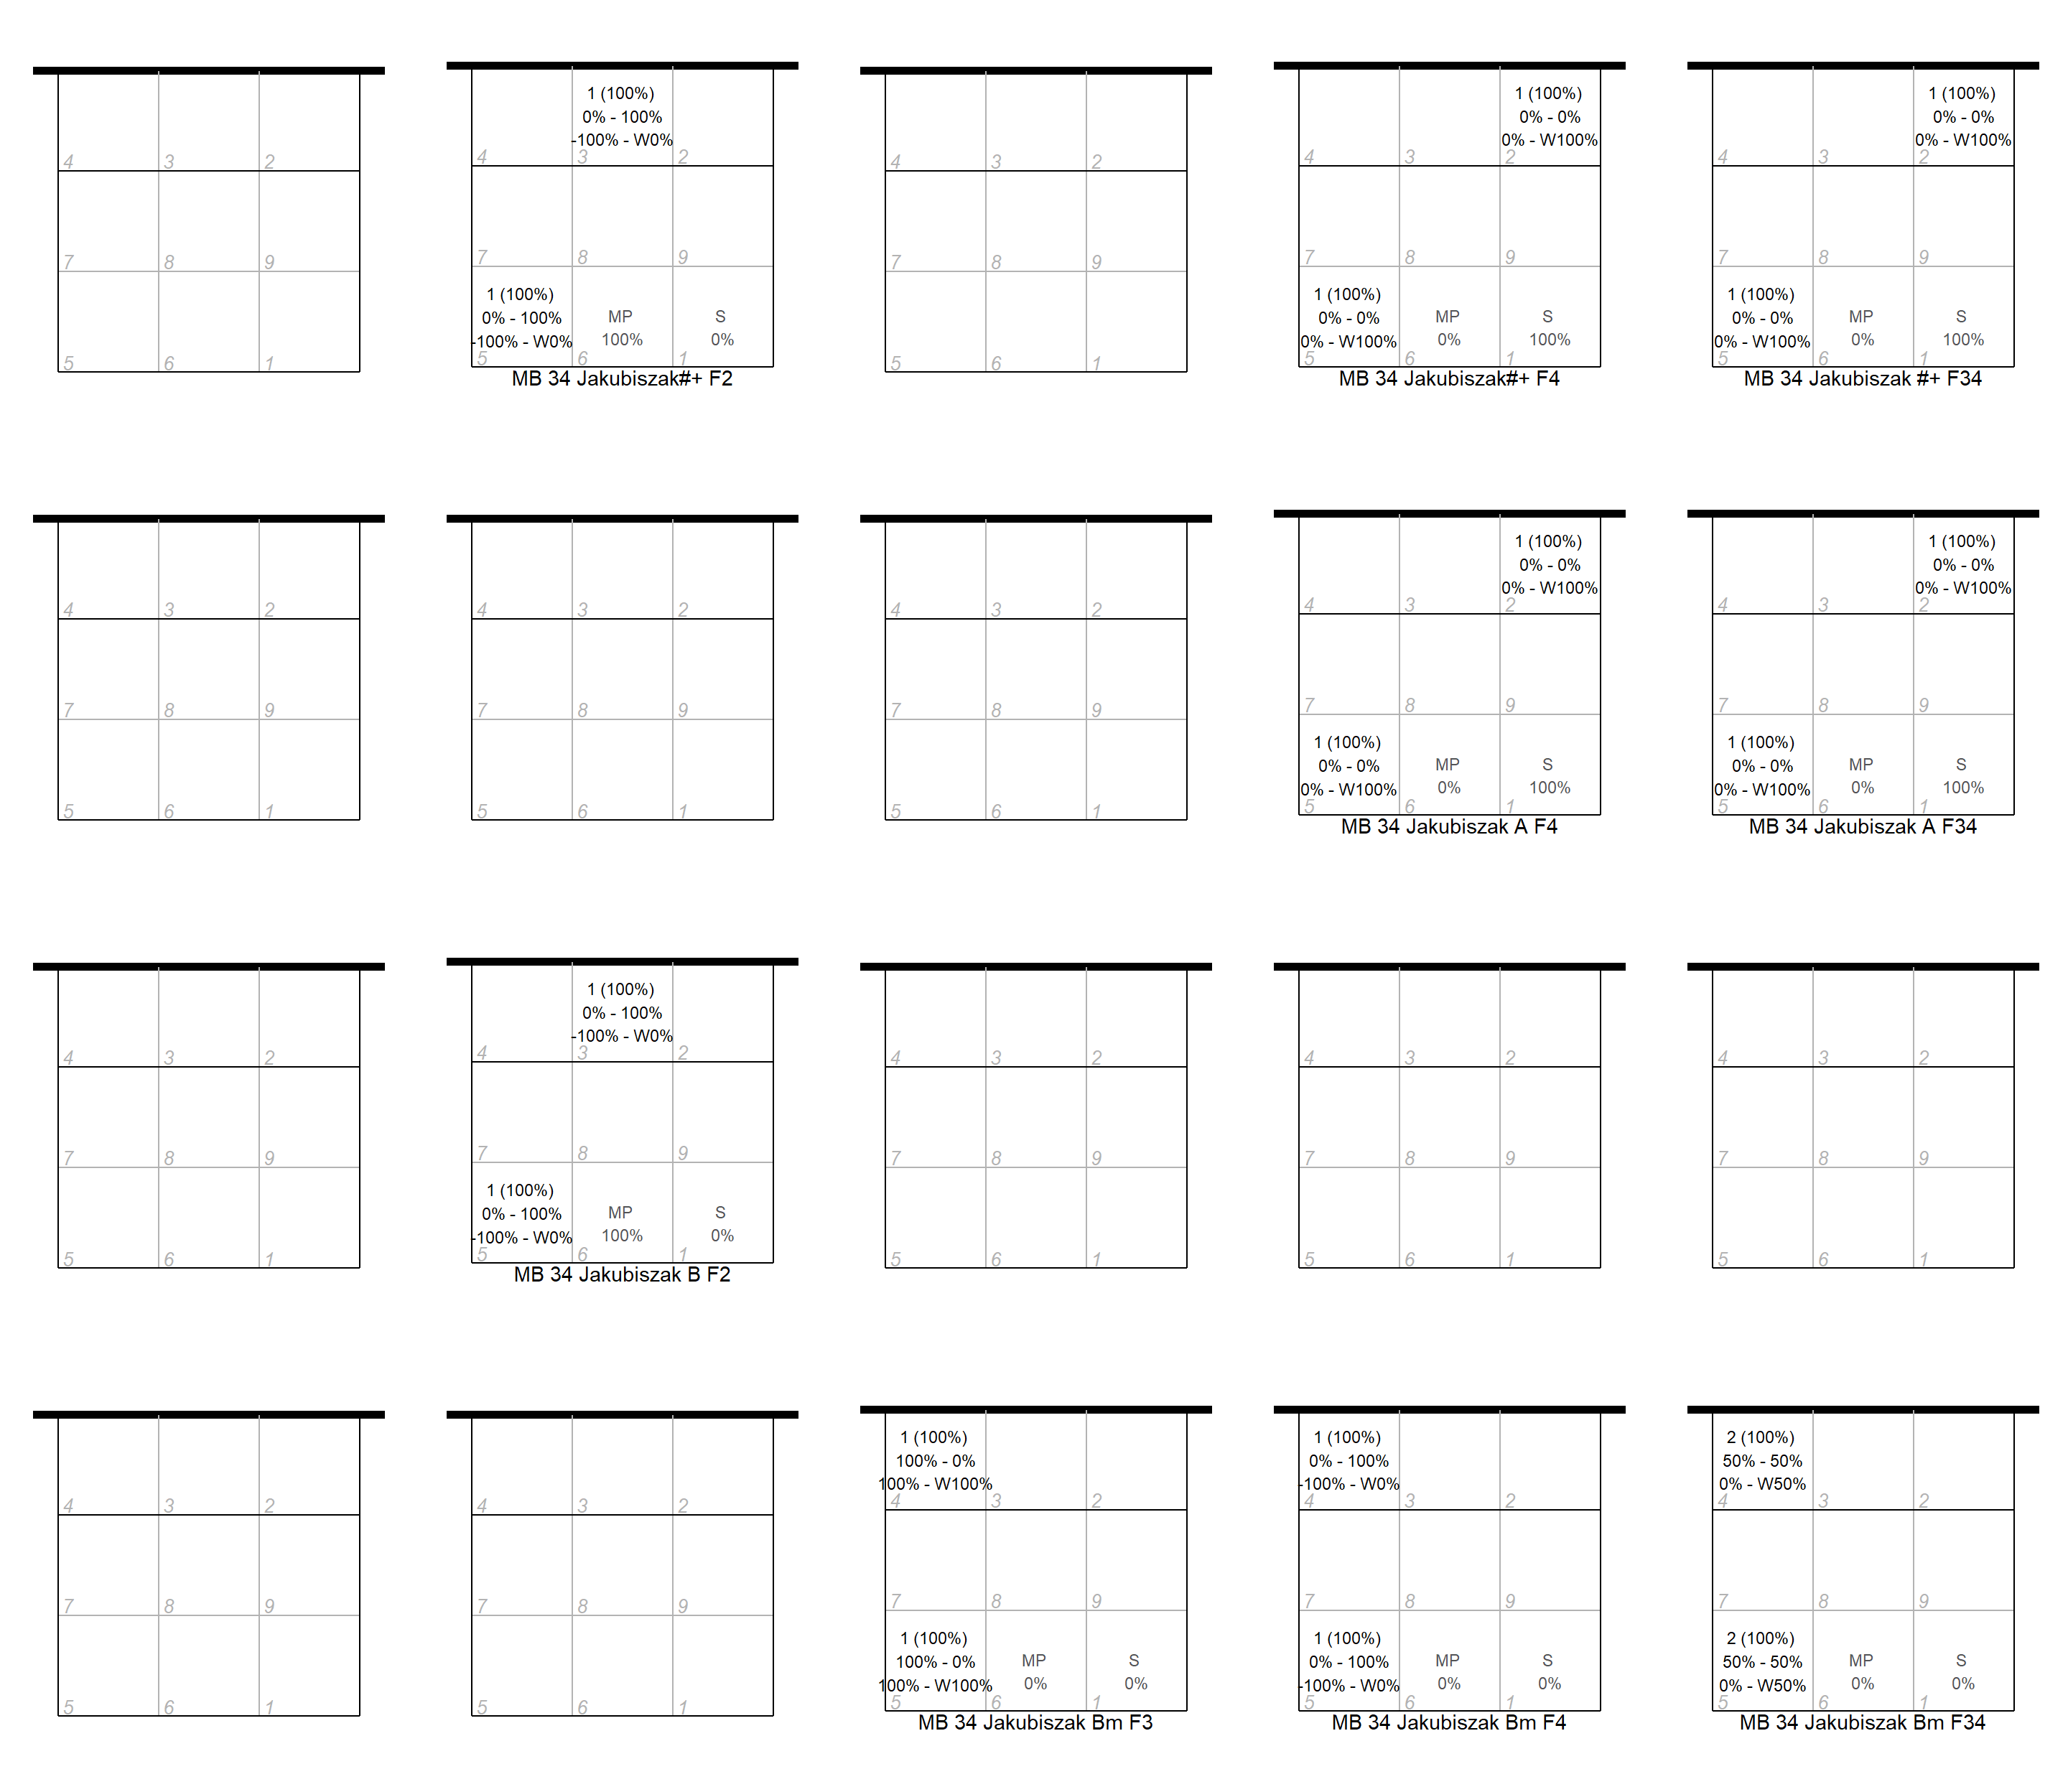 4 3 2
7 8 9
5 6 1
1 (100%)
0% - 100%
-100% - W0%
4 3 2
7 8 9
1 (100%)
0% - 100%
-100% - W0%
MP
100%
S
0%
5 6 1
MB 34 Jakubiszak#+ F2
4 3 2
7 8 9
5 6 1
1 (100%)
0% - 0%
0% - W100%
4 3 2
7 8 9
1 (100%)
0% - 0%
0% - W100%
MP
0%
S
100%
5 6 1
MB 34 Jakubiszak#+ F4
1 (100%)
0% - 0%
0% - W100%
4 3 2
7 8 9
1 (100%)
0% - 0%
0% - W100%
MP
0%
S
100%
5 6 1
MB 34 Jakubiszak #+ F34
4 3 2
7 8 9
5 6 1
4 3 2
7 8 9
5 6 1
4 3 2
7 8 9
5 6 1
1 (100%)
0% - 0%
0% - W100%
4 3 2
7 8 9
1 (100%)
0% - 0%
0% - W100%
MP
0%
S
100%
5 6 1
MB 34 Jakubiszak A F4
1 (100%)
0% - 0%
0% - W100%
4 3 2
7 8 9
1 (100%)
0% - 0%
0% - W100%
MP
0%
S
100%
5 6 1
MB 34 Jakubiszak A F34
4 3 2
7 8 9
5 6 1
1 (100%)
0% - 100%
-100% - W0%
4 3 2
7 8 9
1 (100%)
0% - 100%
-100% - W0%
MP
100%
S
0%
5 6 1
MB 34 Jakubiszak B F2
4 3 2
7 8 9
5 6 1
4 3 2
7 8 9
5 6 1
4 3 2
7 8 9
5 6 1
4 3 2
7 8 9
5 6 1
4 3 2
7 8 9
5 6 1
1 (100%)
100% - 0%
100% - W100%
4 3 2
7 8 9
1 (100%)
100% - 0%
100% - W100%
MP
0%
S
0%
5 6 1
MB 34 Jakubiszak Bm F3
1 (100%)
0% - 100%
-100% - W0%
4 3 2
7 8 9
1 (100%)
0% - 100%
-100% - W0%
MP
0%
S
0%
5 6 1
MB 34 Jakubiszak Bm F4
2 (100%)
50% - 50%
0% - W50%
4 3 2
7 8 9
2 (100%)
50% - 50%
0% - W50%
MP
0%
S
0%
5 6 1
MB 34 Jakubiszak Bm F34